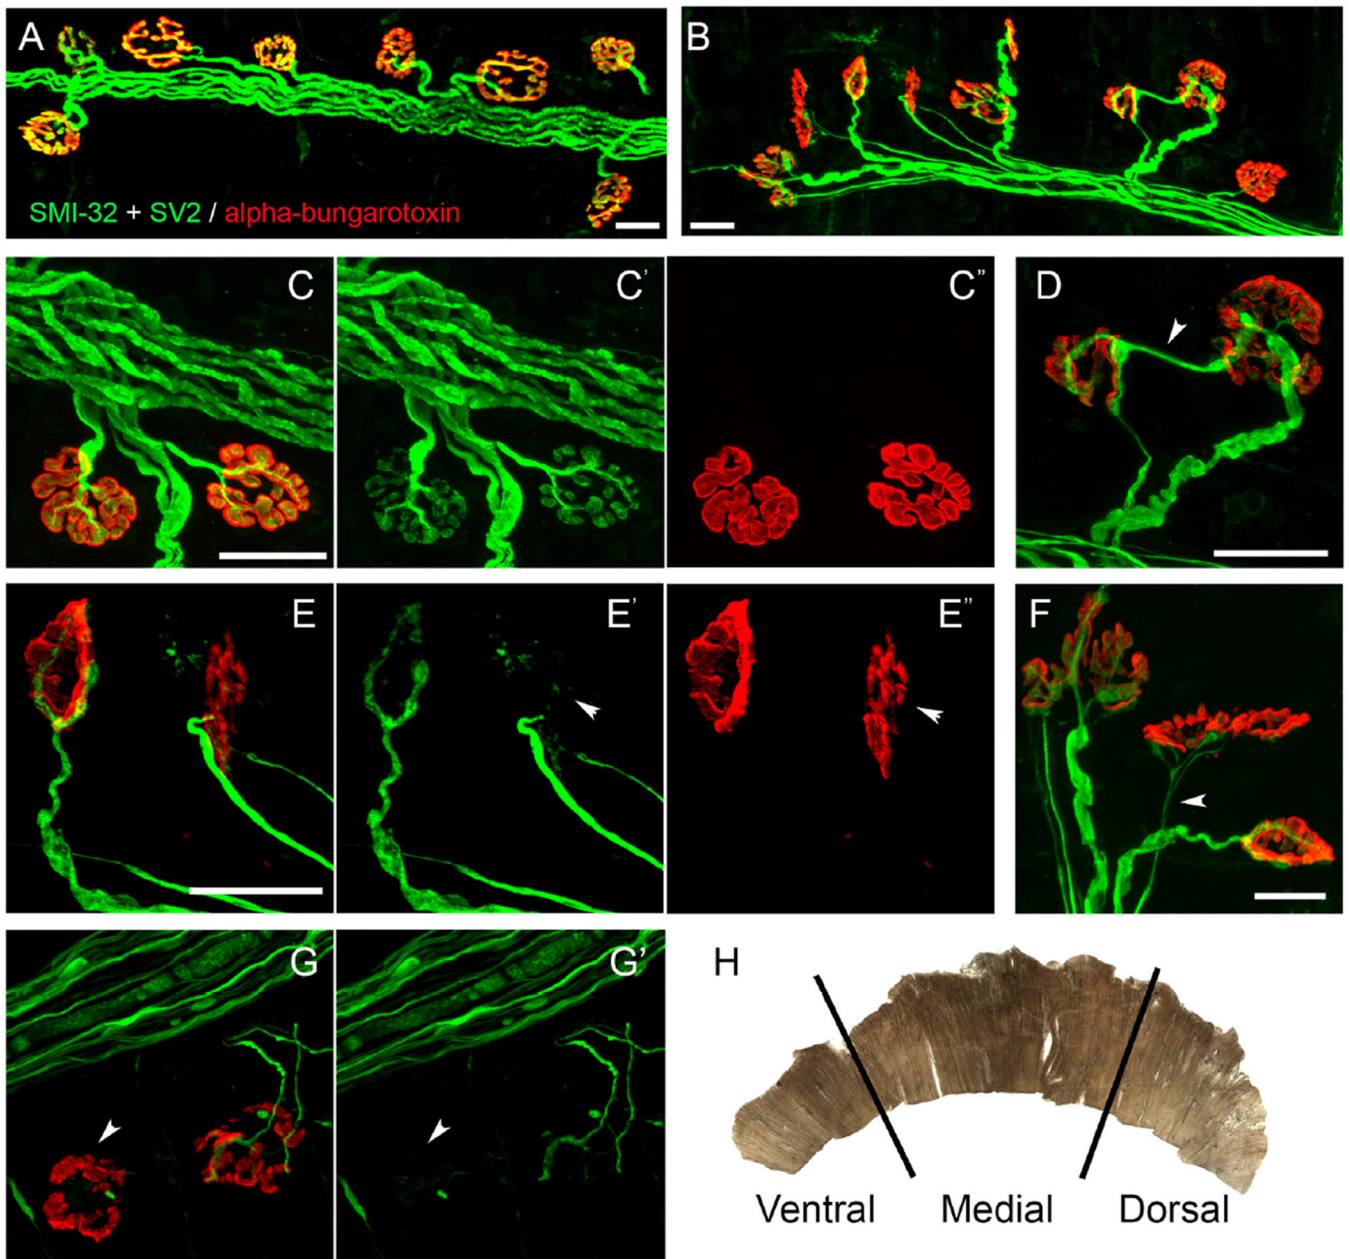 A
B
SMI-32 + SV2 / alpha-bungarotoxin
C
C’
C”
D
E
E’
E”
F
G
G’
H
Ventral
Medial
Dorsal